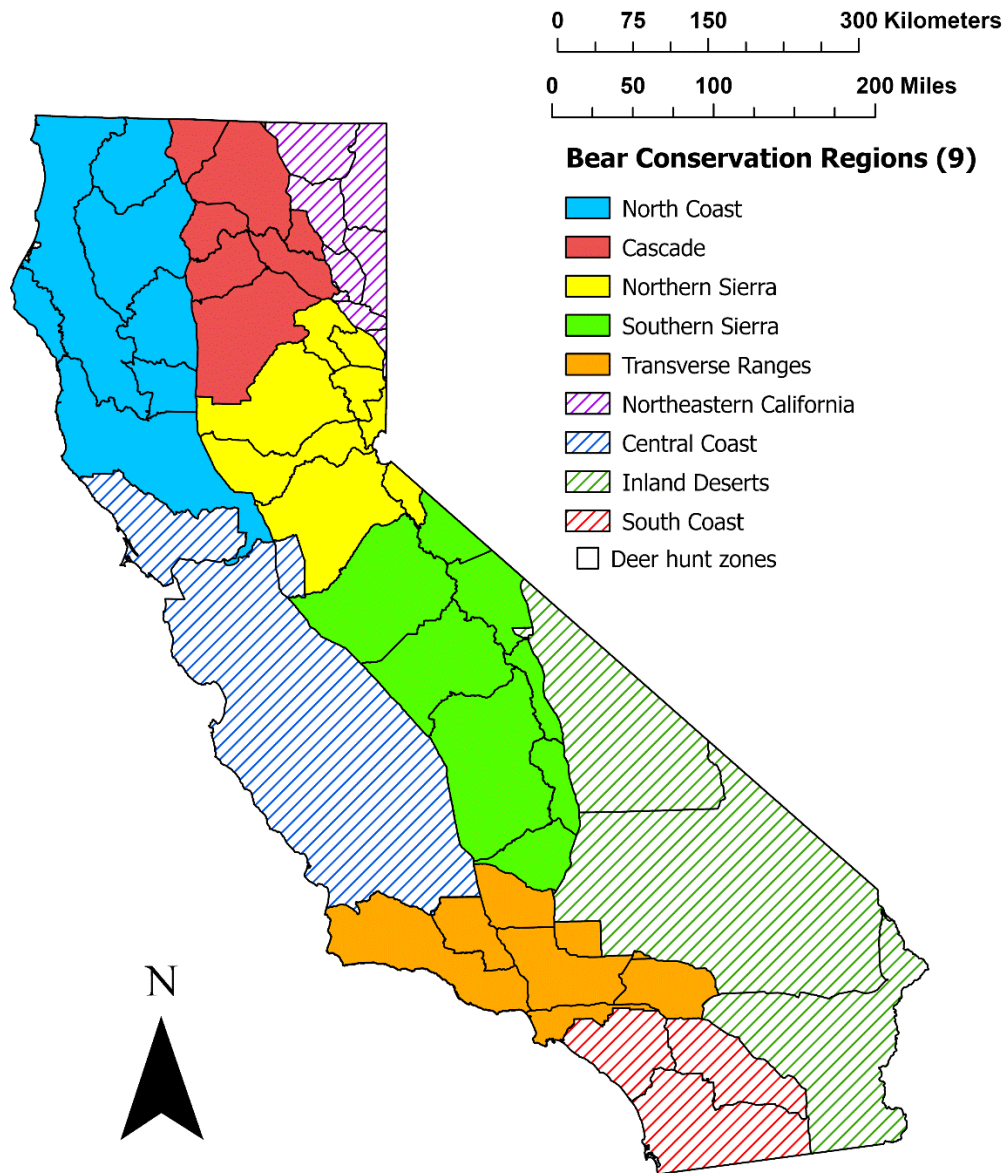 0 75 150 300 Kilometers
0 50 100 200 Miles
Bear Conservation Regions (9)
North Coast
Cascade
Northern Sierra
Southern Sierra
Transverse Ranges
Northeastern California
Central Coast
Inland Deserts
South Coast
Deer hunt zones
N